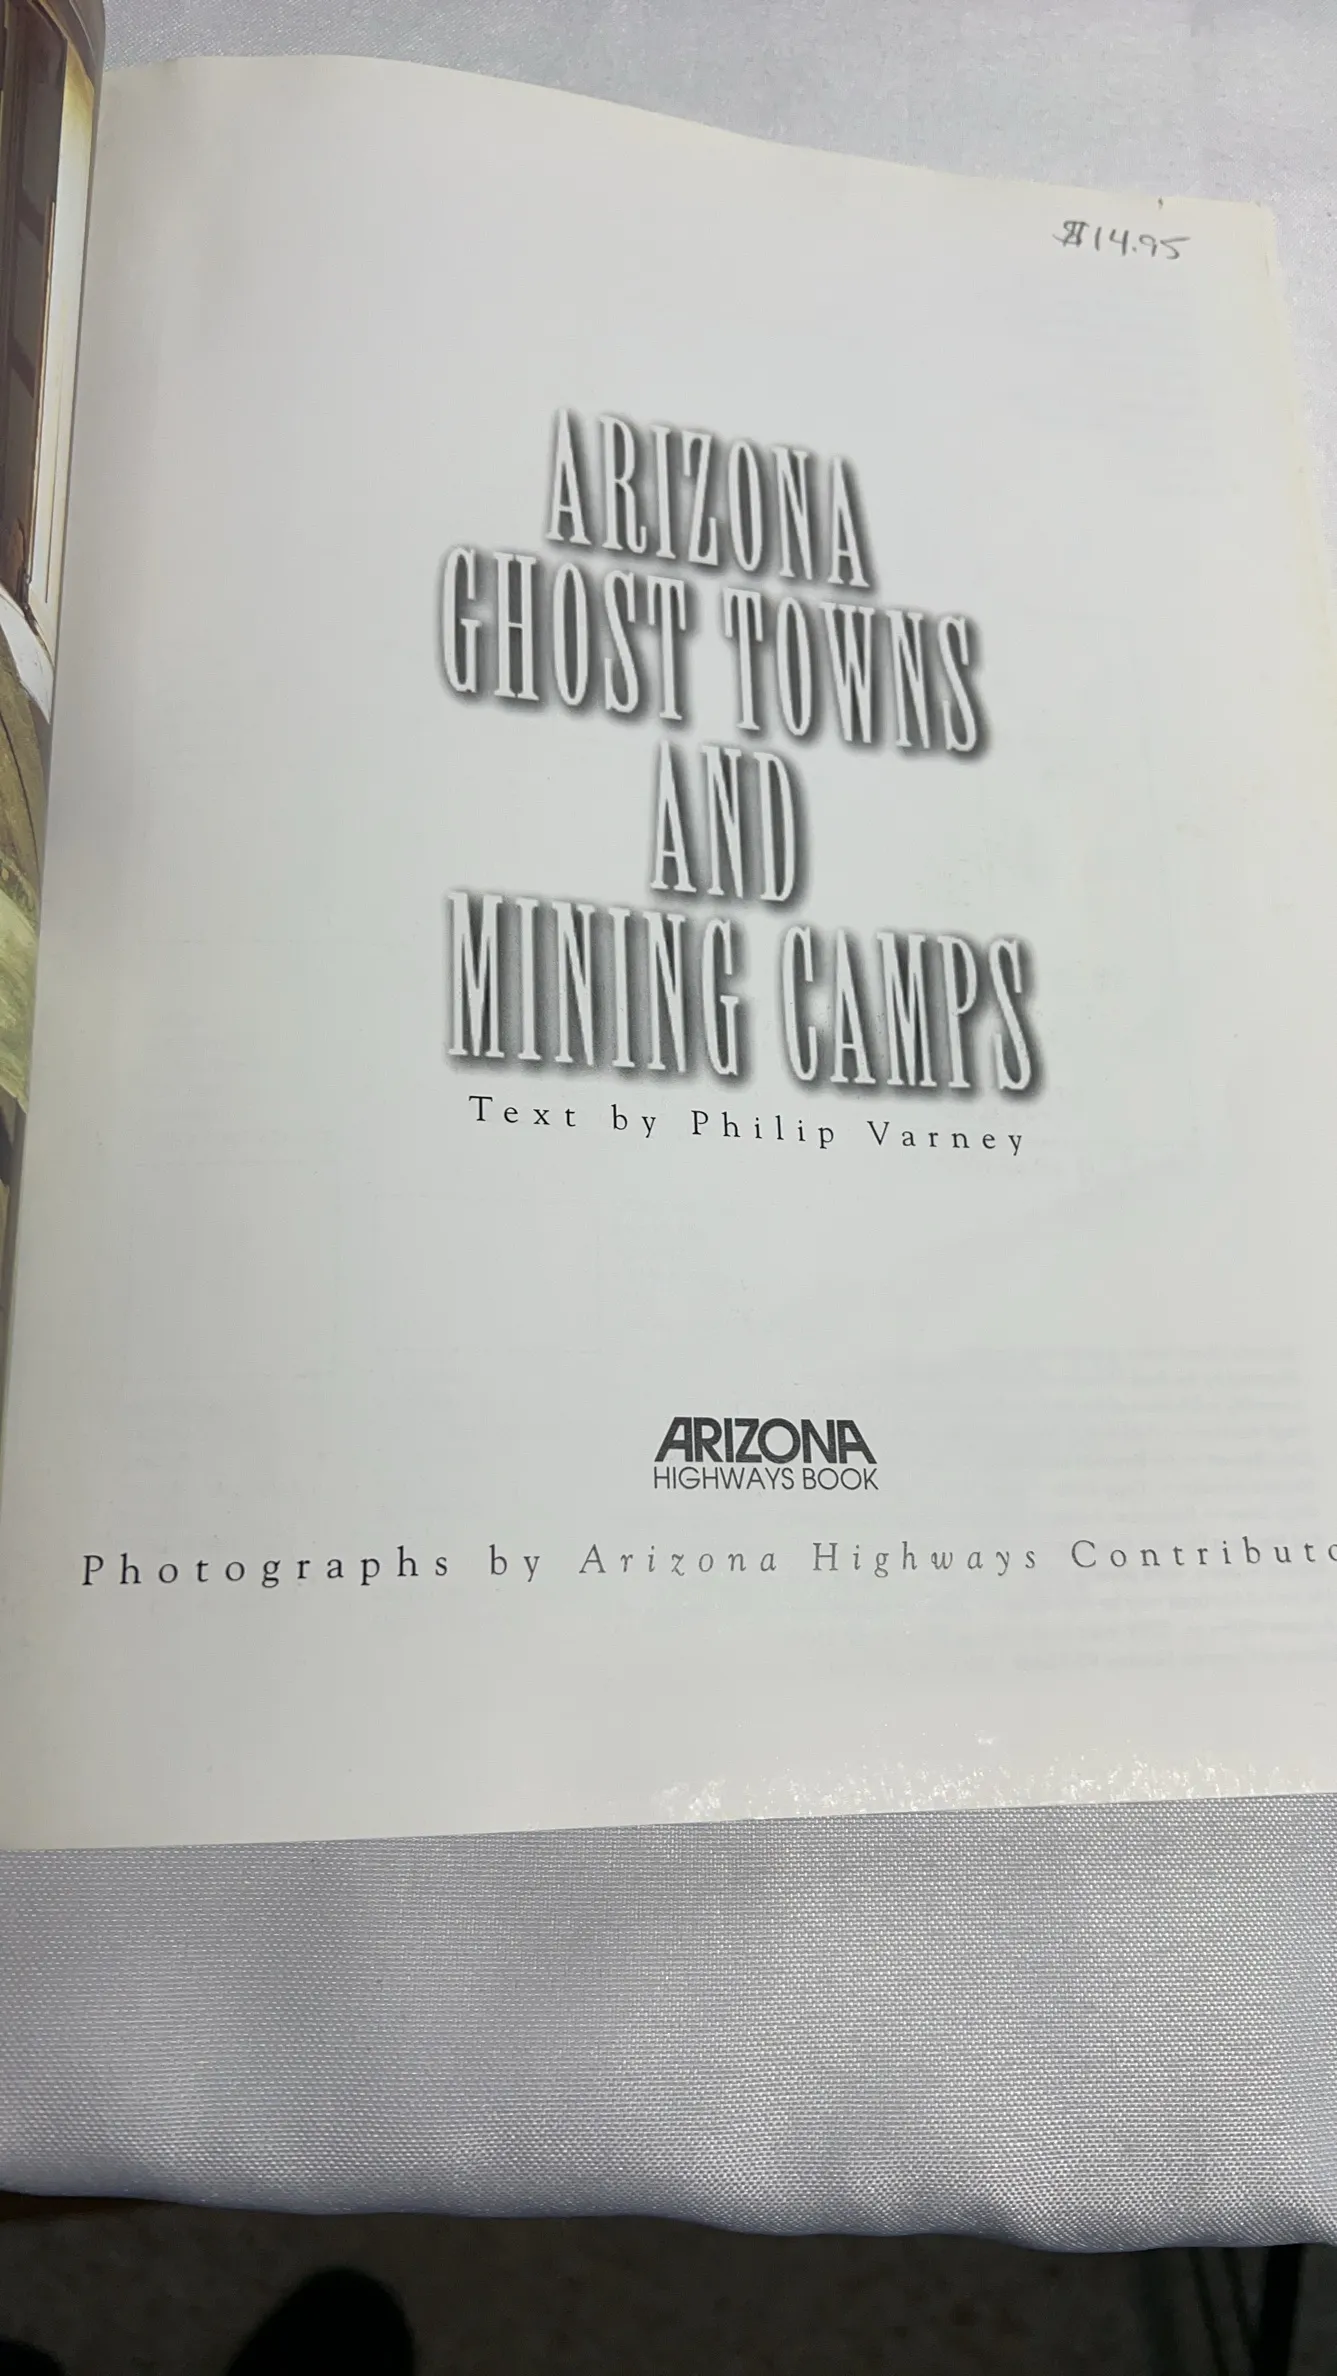 $14.95
ARIZONA
GHOST TOWNS
AND
MINING CAMPS
Text by Philip Varney
ARIZONA
HIGHWAYS BOOK
Photographs by Arizona Highways